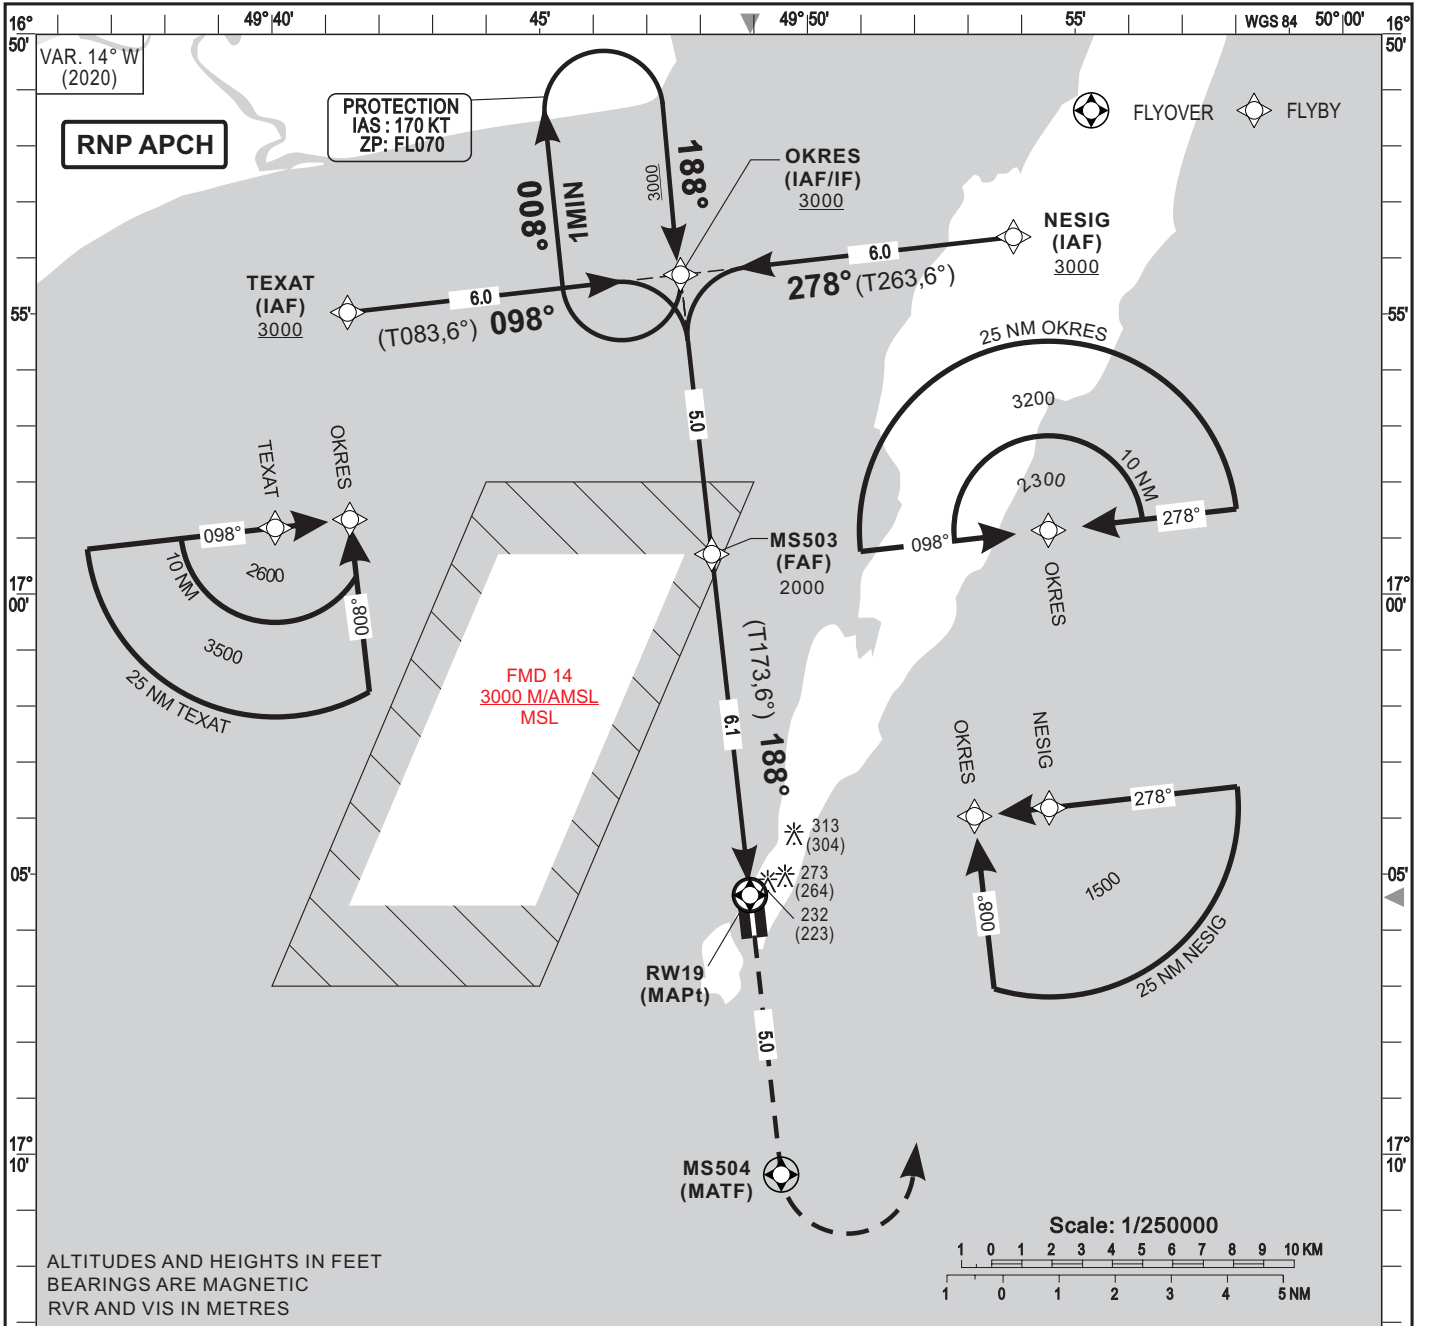 16°
49°40'
45'
49°50'
55'
WGS 84
50°00'
16°
50'
50'
VAR. 14° W
(2020)
RNP APCH
PROTECTION
IAS : 170 KT
ZP: FL070
FLYOVER
FLYBY
008°
1MIN
3000
188°
OKRES
(IAF/IF)
3000
NESIG
(IAF)
3000
6.0
278° (T263,6°)
TEXAT
(IAF)
3000
6.0
(T083,6°) 098°
55'
55'
5.0
25 NM OKRES
3200
10 NM
2300
098°
278°
OKRES
TEXAT
OKRES
098°
10 NM
2600
3500
008°
25 NM TEXAT
MS503
(FAF)
2000
17°
00'
17°
00'
FMD 14
3000 M/AMSL
MSL
(T173,6°) 188°
6.1
OKRES
NESIG
278°
1500
008°
25 NM NESIG
313
(304)
273
(264)
232
(223)
05'
05'
RW19
(MAPt)
5.0
17°
10'
17°
10'
MS504
(MATF)
Scale: 1/250000
1 0 1 2 3 4 5 6 7 8 9 10 KM
1 0 1 2 3 4 5 NM
ALTITUDES AND HEIGHTS IN FEET
BEARINGS ARE MAGNETIC
RVR AND VIS IN METRES